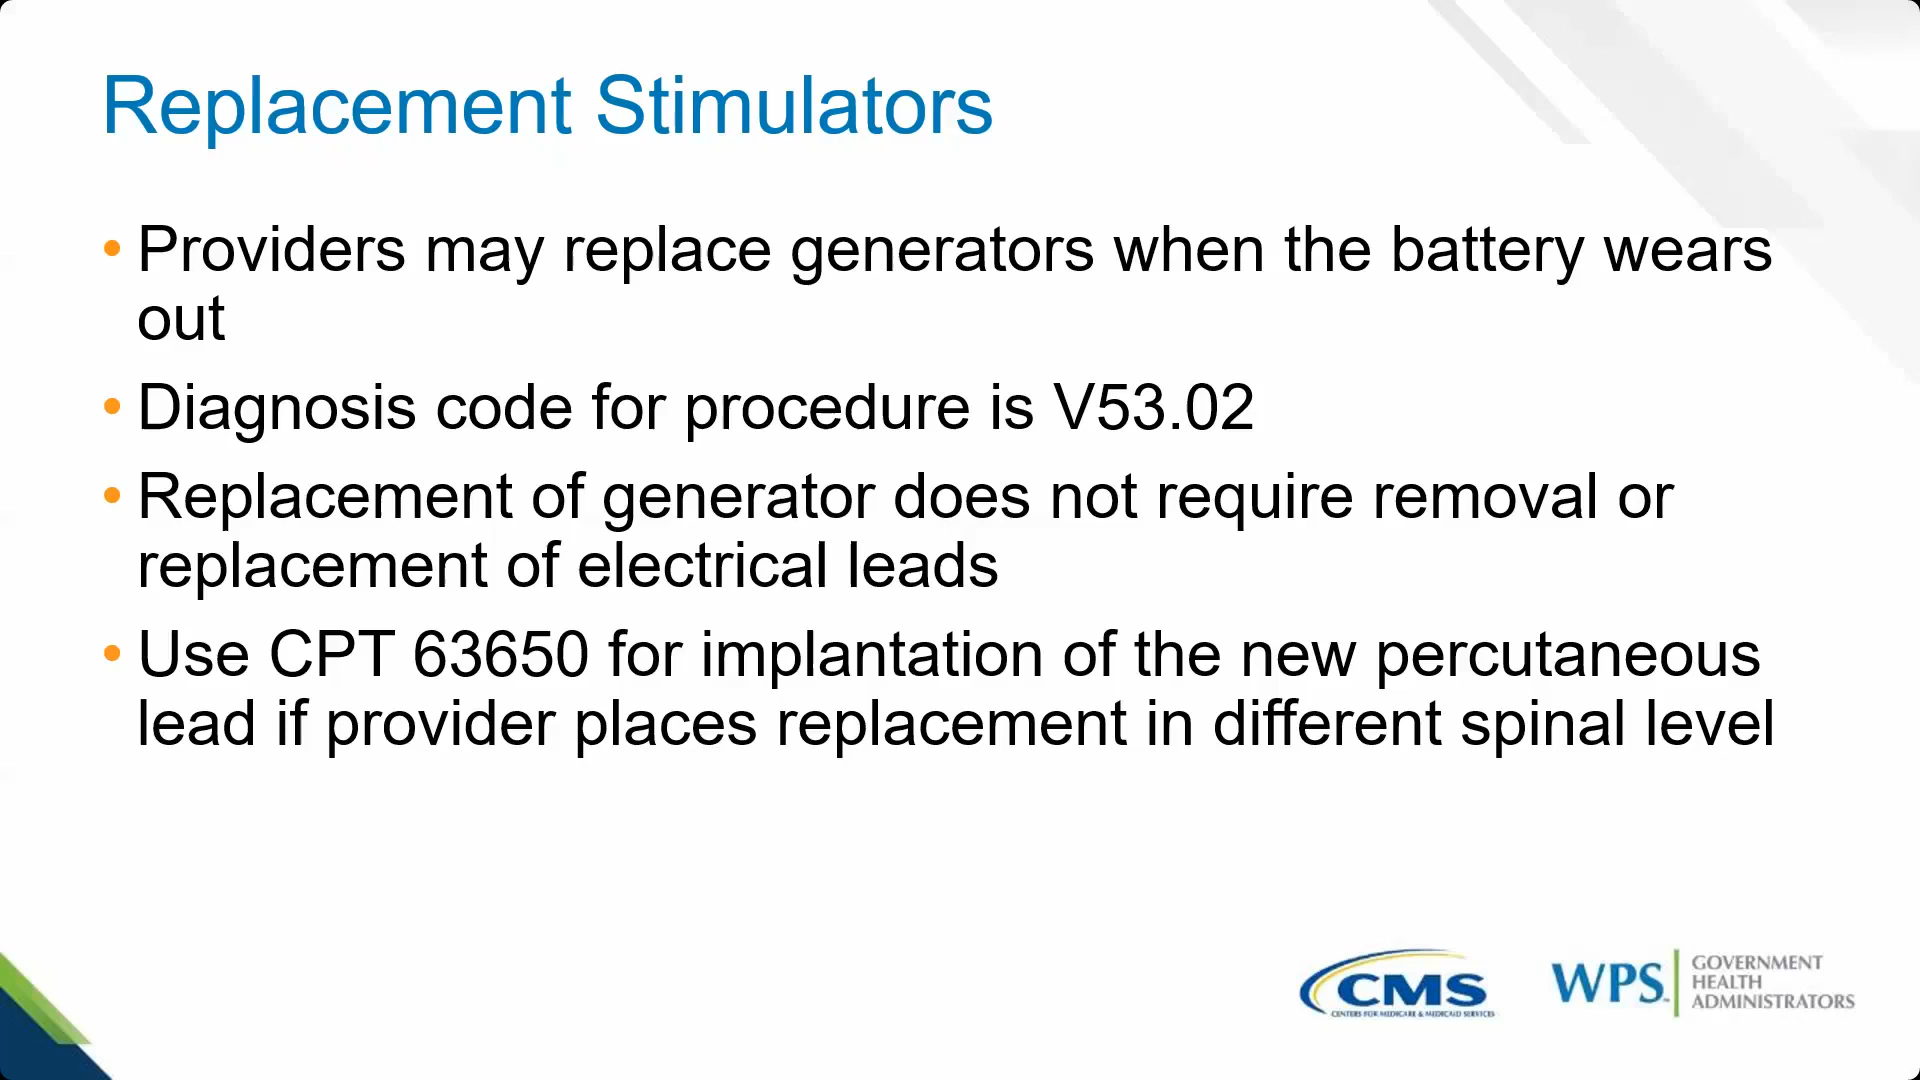 Replacement Stimulators
• Providers may replace generators when the battery wears
out
• Diagnosis code for procedure is V53.02
• Replacement of generator does not require removal or
replacement of electrical leads
• Use CPT 63650 for implantation of the new percutaneous
lead if provider places replacement in different spinal level
CMS
CENTERS FOR MEDICARE & MEDICAID SERVICES
WPS
GOVERNMENT
HEALTH
ADMINISTRATORS